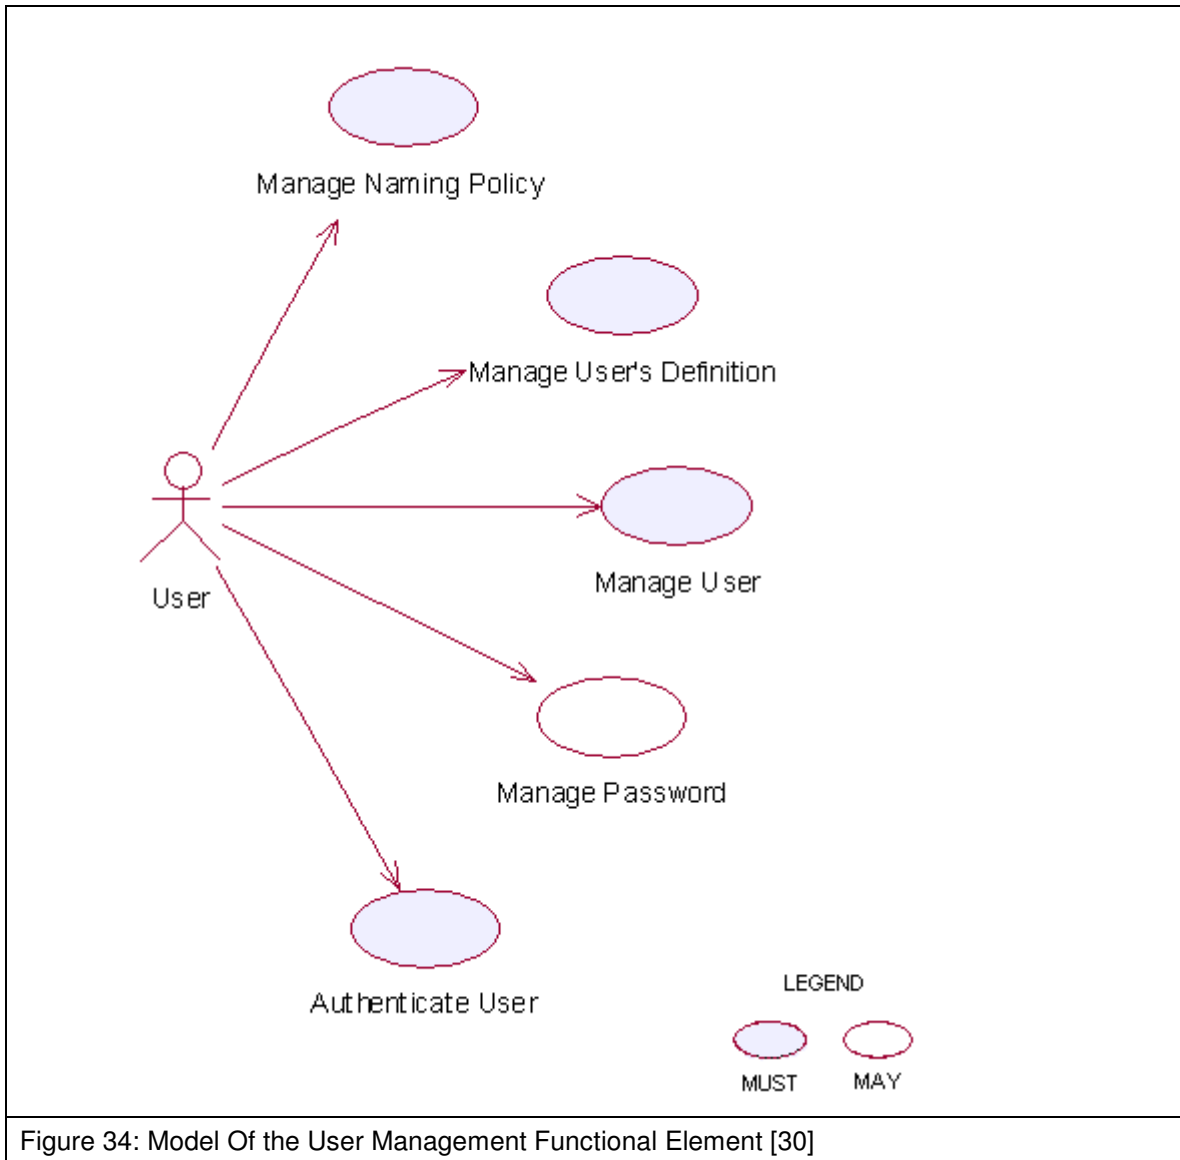 Manage Naming Policy
Manage User's Definition
Manage User
User
Manage Password
Authenticate User
LEGEND
MUST MAY
Figure 34: Model Of the User Management Functional Element [30]